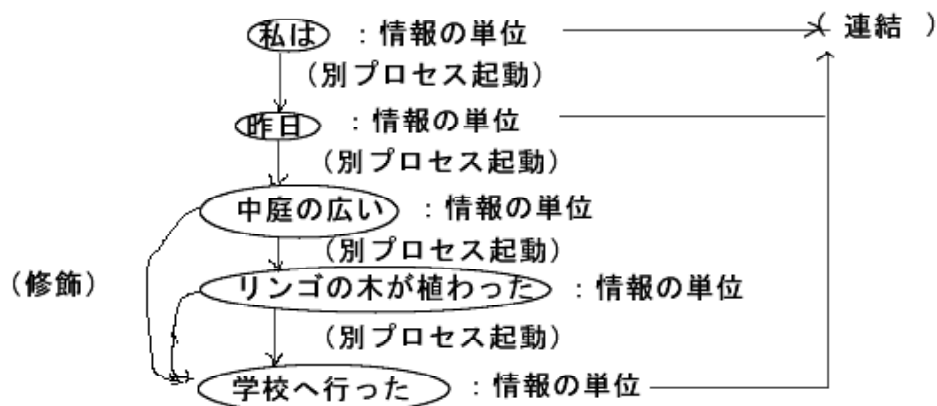 私は ：情報の単位 （ 連結 ）
（別プロセス起動）
昨日 ：情報の単位
（別プロセス起動）
中庭の広い ：情報の単位
（別プロセス起動）
（修飾） リンゴの木が植わった ：情報の単位
（別プロセス起動）
学校へ行った ：情報の単位